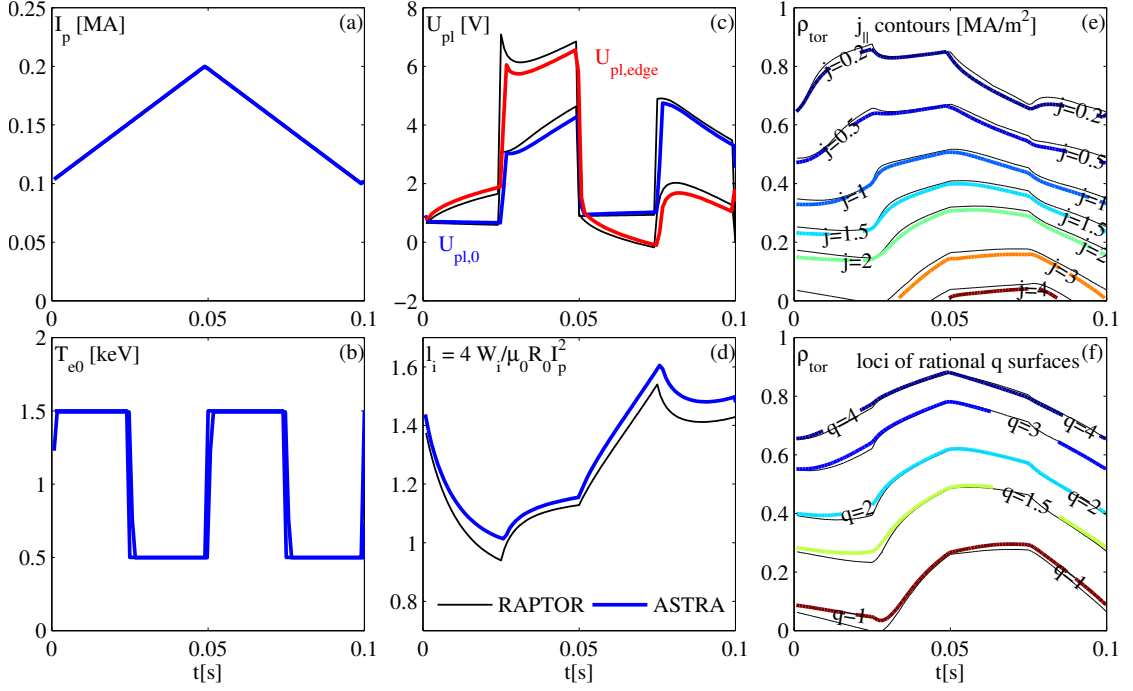 I_p [MA] (a)
0.25
0.2
0.15
0.1
0.05
0
0 0.05 0.1
U_pl [V] (c)
8
6
4
2
0
−2
U_pl,edge
U_pl,0
0 0.05 0.1
ρ_tor j_|| contours [MA/m²] (e)
1
0.8
0.6
0.4
0.2
0
j=0.2
j=0.2
j=0.5
j=0.5
j=1
j=1
j=1.5
j=1.5
j=2
j=2
j=3
j=4
0 0.05 0.1
T_e0 [keV] (b)
2
1.5
1
0.5
0
0 0.05 0.1
t[s]
l_i = 4 W_i/μ_0R_0I_p^2 (d)
1.6
1.4
1.2
1
0.8
RAPTOR ASTRA
0 0.05 0.1
t[s]
ρ_tor loci of rational q surfaces (f)
1
0.8
0.6
0.4
0.2
0
q=4
q=4
q=3
q=2
q=2
q=1.5
q=1
q=1
0 0.05 0.1
t[s]